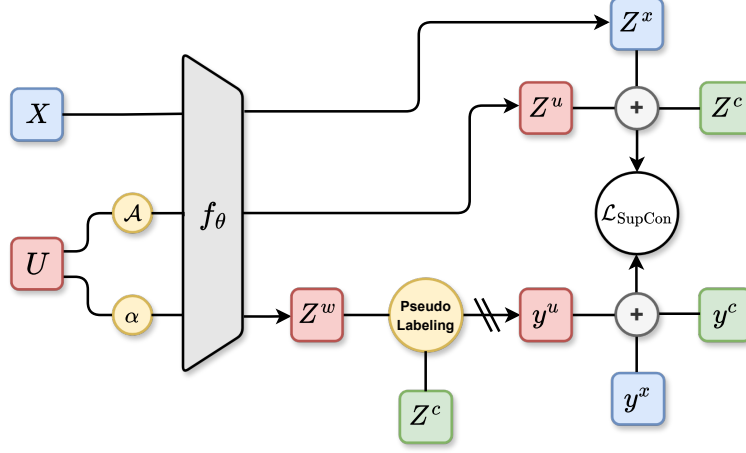 Z^x
X
Z^u
+
Z^c
𝒜
f_θ
ℒ_SupCon
U
α
Z^w
Pseudo
Labeling
y^u
+
y^c
Z^c
y^x